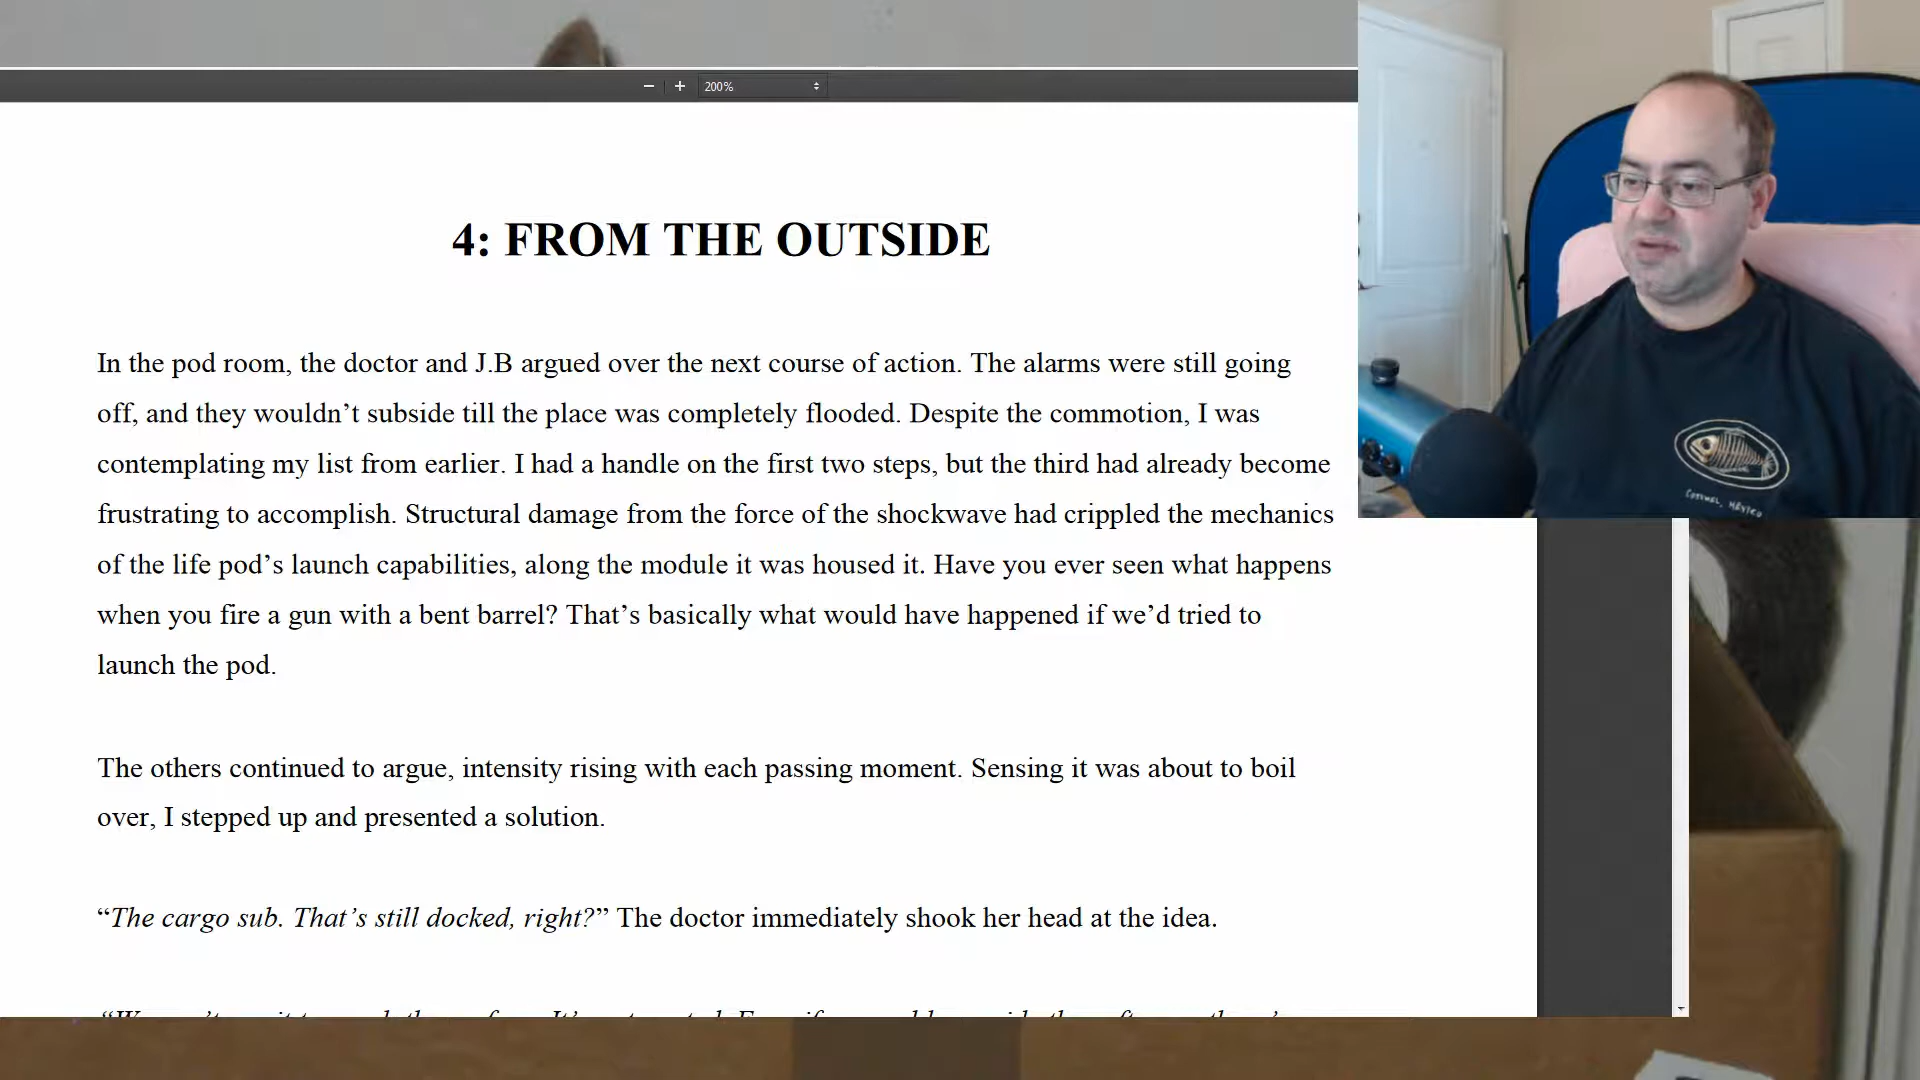 200%
4: FROM THE OUTSIDE
In the pod room, the doctor and J.B argued over the next course of action. The alarms were still going
off, and they wouldn’t subside till the place was completely flooded. Despite the commotion, I was
contemplating my list from earlier. I had a handle on the first two steps, but the third had already become
frustrating to accomplish. Structural damage from the force of the shockwave had crippled the mechanics
of the life pod’s launch capabilities, along the module it was housed it. Have you ever seen what happens
when you fire a gun with a bent barrel? That’s basically what would have happened if we’d tried to
launch the pod.
The others continued to argue, intensity rising with each passing moment. Sensing it was about to boil
over, I stepped up and presented a solution.
“The cargo sub. That’s still docked, right?” The doctor immediately shook her head at the idea.